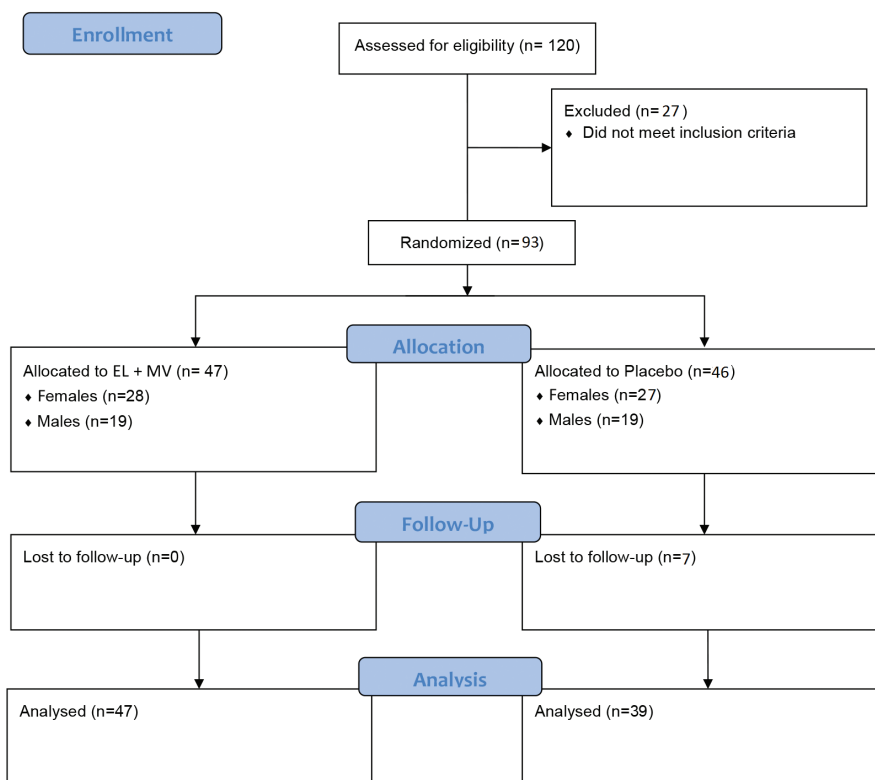 Enrollment
Assessed for eligibility (n= 120)
Excluded (n=27)
♦ Did not meet inclusion criteria
Randomized (n=93)
Allocation
Allocated to EL + MV (n= 47)
♦ Females (n=28)
♦ Males (n=19)
Allocated to Placebo (n=46)
♦ Females (n=27)
♦ Males (n=19)
Follow-Up
Lost to follow-up (n=0)
Lost to follow-up (n=7)
Analysis
Analysed (n=47)
Analysed (n=39)